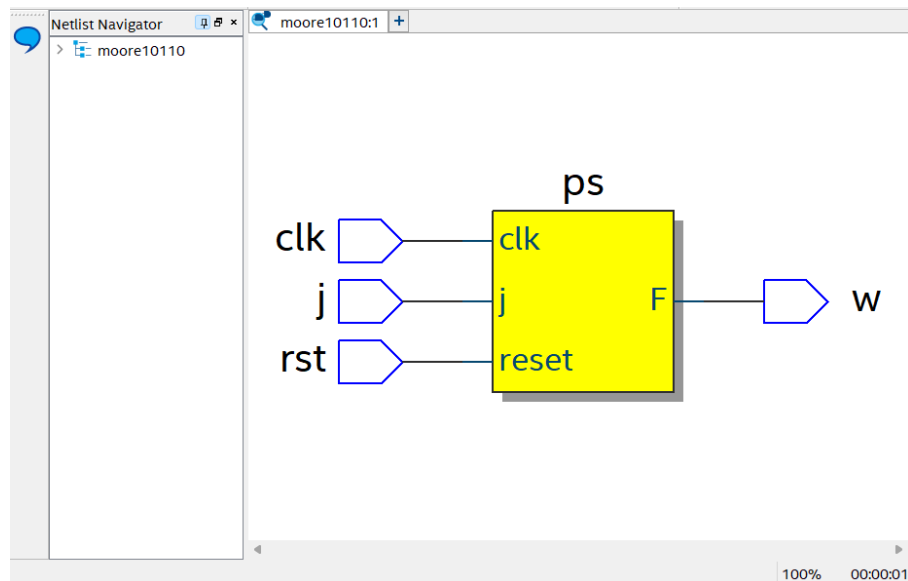 Netlist Navigator
moore10110:1
moore10110
ps
clk
clk
j
j
F
w
rst
reset
100%
00:00:01